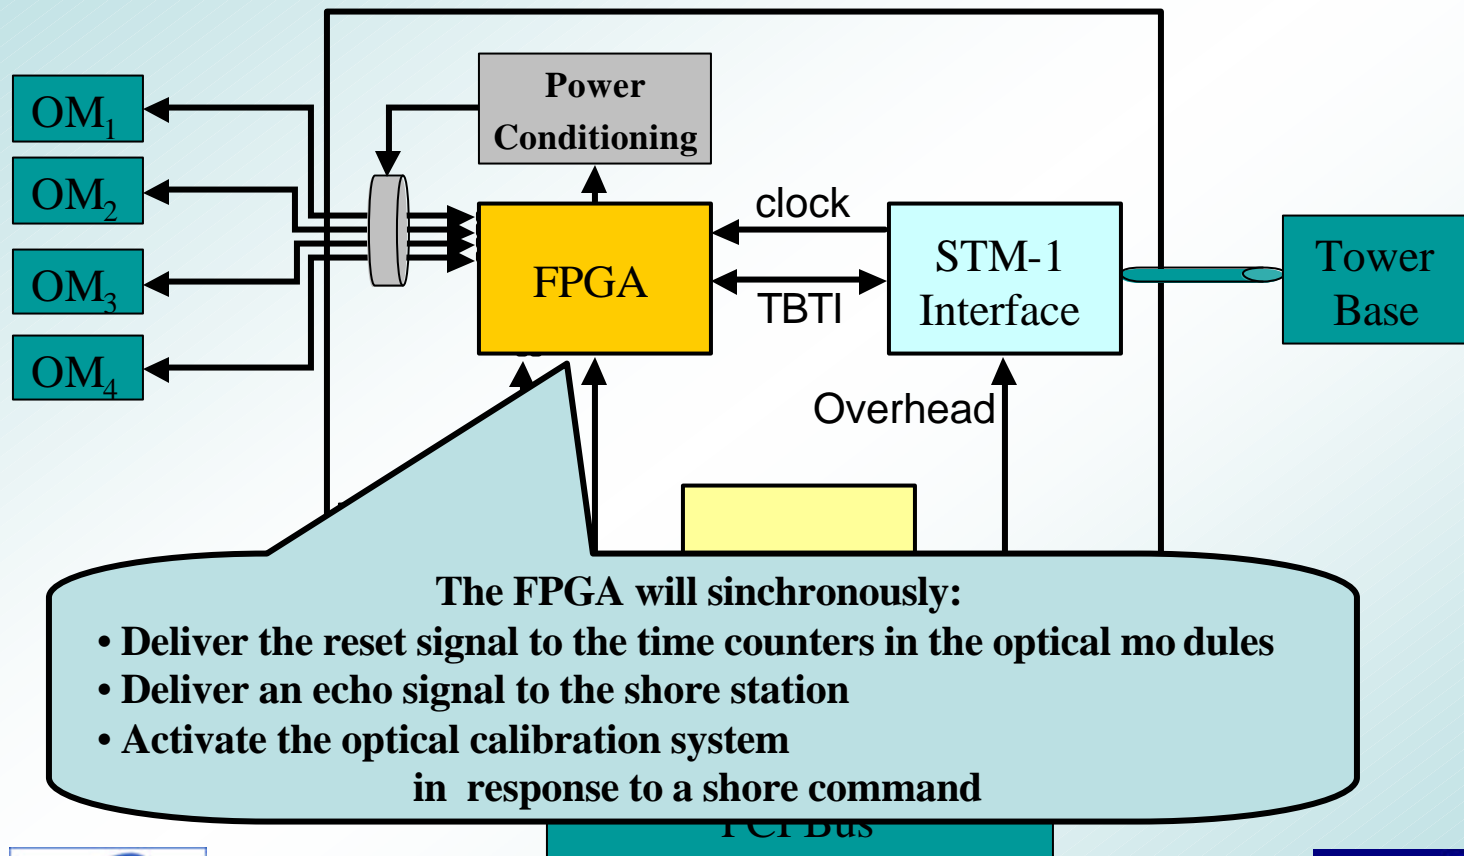 OM1
OM2
OM3
OM4
Power
Conditioning
FPGA
clock
TBTI
STM-1
Interface
Tower
Base
Overhead
The FPGA will sinchronously:
• Deliver the reset signal to the time counters in the optical mo dules
• Deliver an echo signal to the shore station
• Activate the optical calibration system
in response to a shore command
PCI Bus